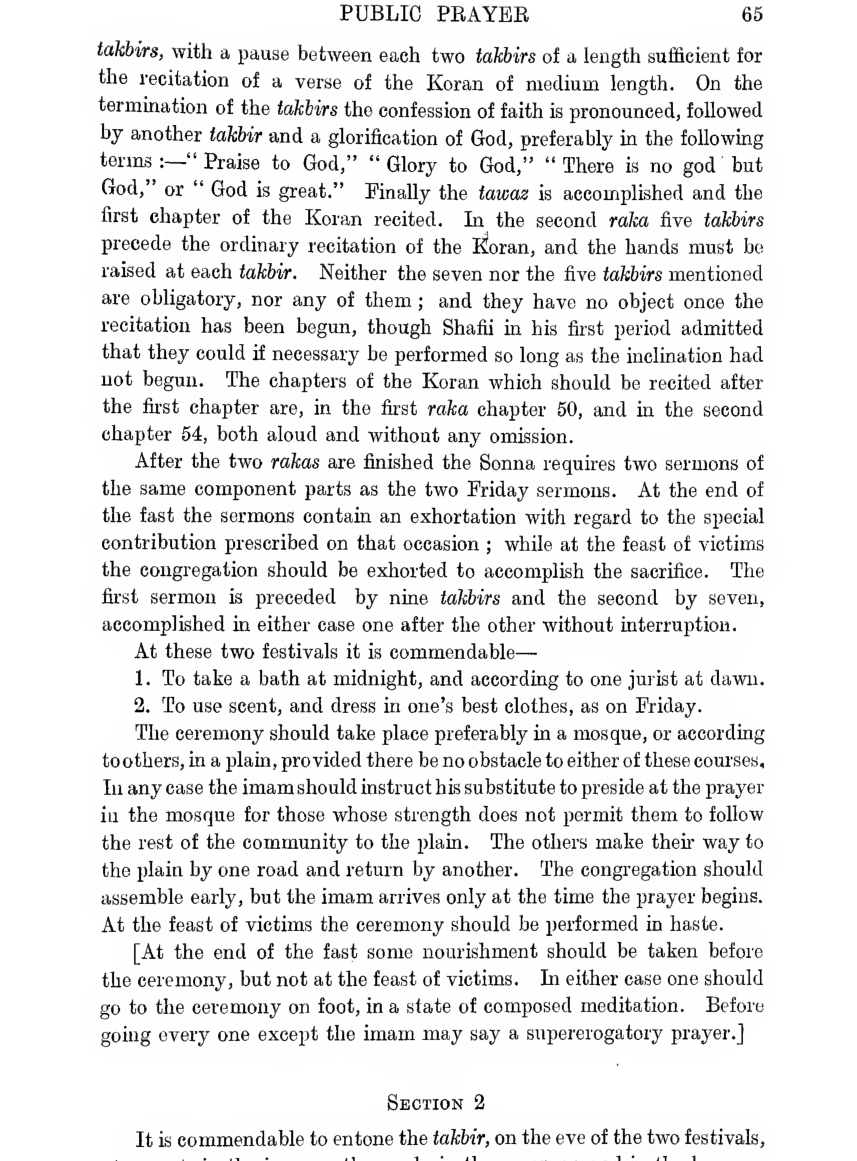 PUBLIC PRAYER 65
takbirs, with a pause between each two takbirs of a length sufficient for
the recitation of a verse of the Koran of medium length. On the
termination of the takbirs the confession of faith is pronounced, followed
by another takbir and a glorification of God, preferably in the following
terms :—“ Praise to God,” “ Glory to God,” “ There is no god but
God,” or “ God is great.” Finally the tawaz is accomplished and the
first chapter of the Koran recited. In the second raka five takbirs
precede the ordinary recitation of the Koran, and the hands must be
raised at each takbir. Neither the seven nor the five takbirs mentioned
are obligatory, nor any of them ; and they have no object once the
recitation has been begun, though Shafii in his first period admitted
that they could if necessary be performed so long as the inclination had
not begun. The chapters of the Koran which should be recited after
the first chapter are, in the first raka chapter 50, and in the second
chapter 54, both aloud and without any omission.
After the two rakas are finished the Sonna requires two sermons of
the same component parts as the two Friday sermons. At the end of
the fast the sermons contain an exhortation with regard to the special
contribution prescribed on that occasion ; while at the feast of victims
the congregation should be exhorted to accomplish the sacrifice. The
first sermon is preceded by nine takbirs and the second by seven,
accomplished in either case one after the other without interruption.
At these two festivals it is commendable—
1. To take a bath at midnight, and according to one jurist at dawn.
2. To use scent, and dress in one’s best clothes, as on Friday.
The ceremony should take place preferably in a mosque, or according
to others, in a plain, provided there be no obstacle to either of these courses.
In any case the imam should instruct his substitute to preside at the prayer
in the mosque for those whose strength does not permit them to follow
the rest of the community to the plain. The others make their way to
the plain by one road and return by another. The congregation should
assemble early, but the imam arrives only at the time the prayer begins.
At the feast of victims the ceremony should be performed in haste.
[At the end of the fast some nourishment should be taken before
the ceremony, but not at the feast of victims. In either case one should
go to the ceremony on foot, in a state of composed meditation. Before
going every one except the imam may say a supererogatory prayer.]
SECTION 2
It is commendable to entone the takbir, on the eve of the two festivals,